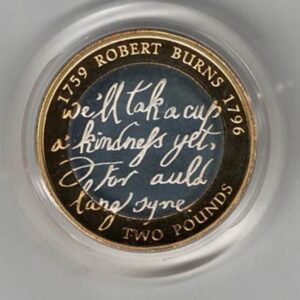 1759 ROBERT BURNS 1796
we'll tak a cup
a' kindness yet,
For auld
lang syne
TWO POUNDS